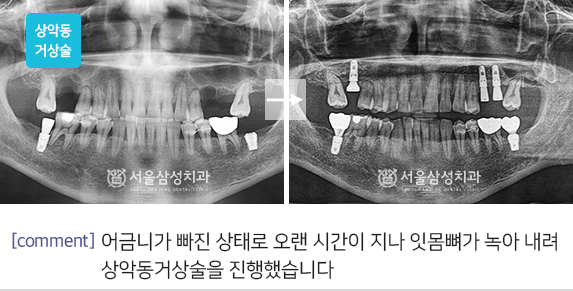 상악동
거상술
서울삼성치과
서울삼성치과
[comment] 어금니가 빠진 상태로 오랜 시간이 지나 잇몸뼈가 녹아 내려
상악동거상술을 진행했습니다